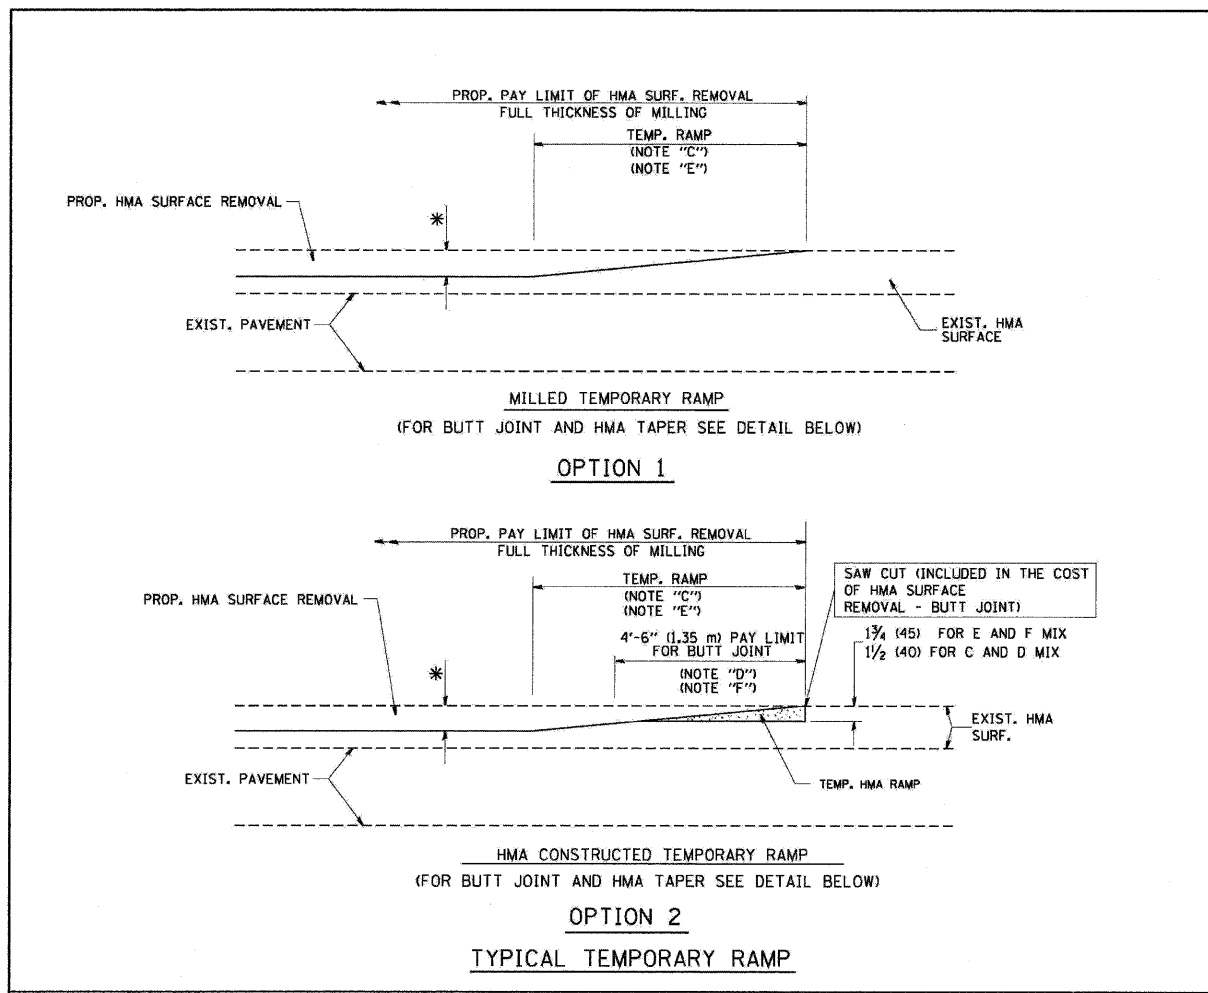 PROP. PAY LIMIT OF HMA SURF. REMOVAL
FULL THICKNESS OF MILLING
TEMP. RAMP
(NOTE "C")
(NOTE "E")
PROP. HMA SURFACE REMOVAL
*
EXIST. PAVEMENT
EXIST. HMA
SURFACE
MILLED TEMPORARY RAMP
(FOR BUTT JOINT AND HMA TAPER SEE DETAIL BELOW)
OPTION 1
PROP. PAY LIMIT OF HMA SURF. REMOVAL
FULL THICKNESS OF MILLING
TEMP. RAMP
(NOTE "C")
(NOTE "E")
SAW CUT (INCLUDED IN THE COST
OF HMA SURFACE
REMOVAL - BUTT JOINT)
PROP. HMA SURFACE REMOVAL
4'-6" (1.35 m) PAY LIMIT
FOR BUTT JOINT
(NOTE "D")
(NOTE "F")
1¾ (45) FOR E AND F MIX
1½ (40) FOR C AND D MIX
*
EXIST. HMA
SURF.
EXIST. PAVEMENT
TEMP. HMA RAMP
HMA CONSTRUCTED TEMPORARY RAMP
(FOR BUTT JOINT AND HMA TAPER SEE DETAIL BELOW)
OPTION 2
TYPICAL TEMPORARY RAMP